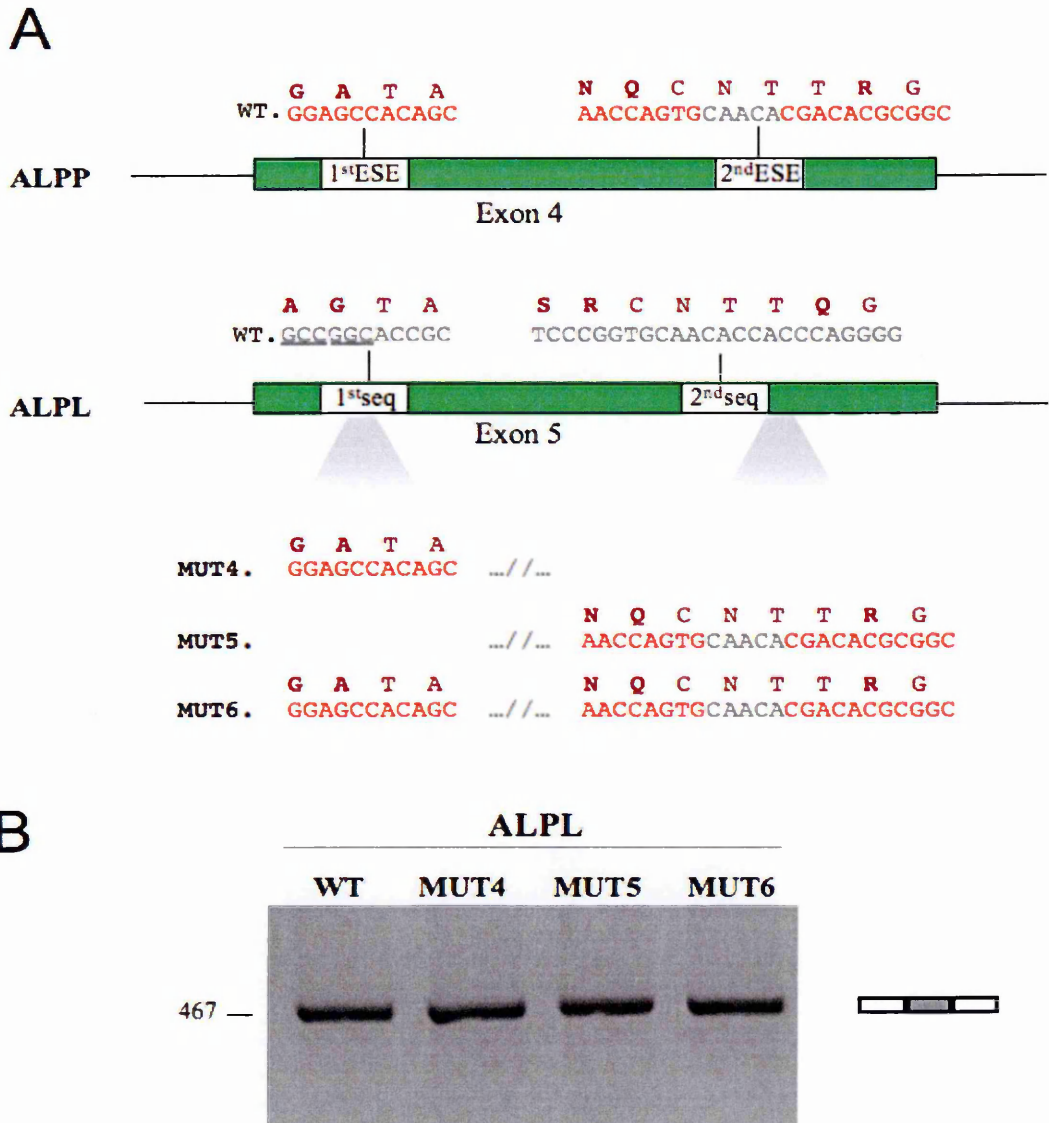 A
G A T A N Q C N T T R G
WT. GGAGCCACAGC AACCAGTGCAACACGACACGCGGC
ALPP 1stESE 2ndESE
Exon 4
A G T A S R C N T T Q G
WT. GCCGGCACCGC TCCCGGTGCAACACCACCCAGGGG
ALPL 1stseq 2ndseq
Exon 5
G A T A
MUT4. GGAGCCACAGC ...//...
N Q C N T T R G
MUT5. ...//... AACCAGTGCAACACGACACGCGGC
G A T A N Q C N T T R G
MUT6. GGAGCCACAGC ...//... AACCAGTGCAACACGACACGCGGC
B
ALPL
WT MUT4 MUT5 MUT6
467